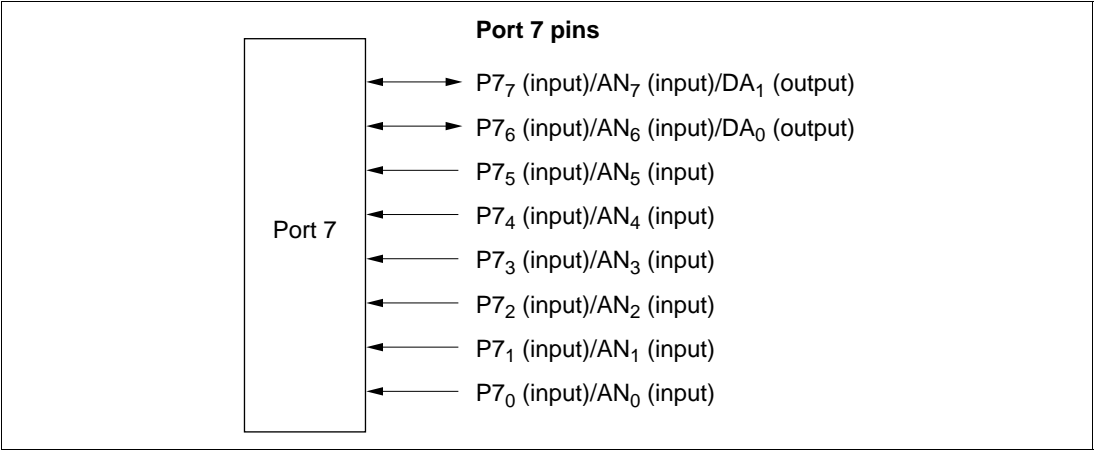 Port 7 pins
P7₇ (input)/AN₇ (input)/DA₁ (output)
P7₆ (input)/AN₆ (input)/DA₀ (output)
P7₅ (input)/AN₅ (input)
P7₄ (input)/AN₄ (input)
Port 7
P7₃ (input)/AN₃ (input)
P7₂ (input)/AN₂ (input)
P7₁ (input)/AN₁ (input)
P7₀ (input)/AN₀ (input)